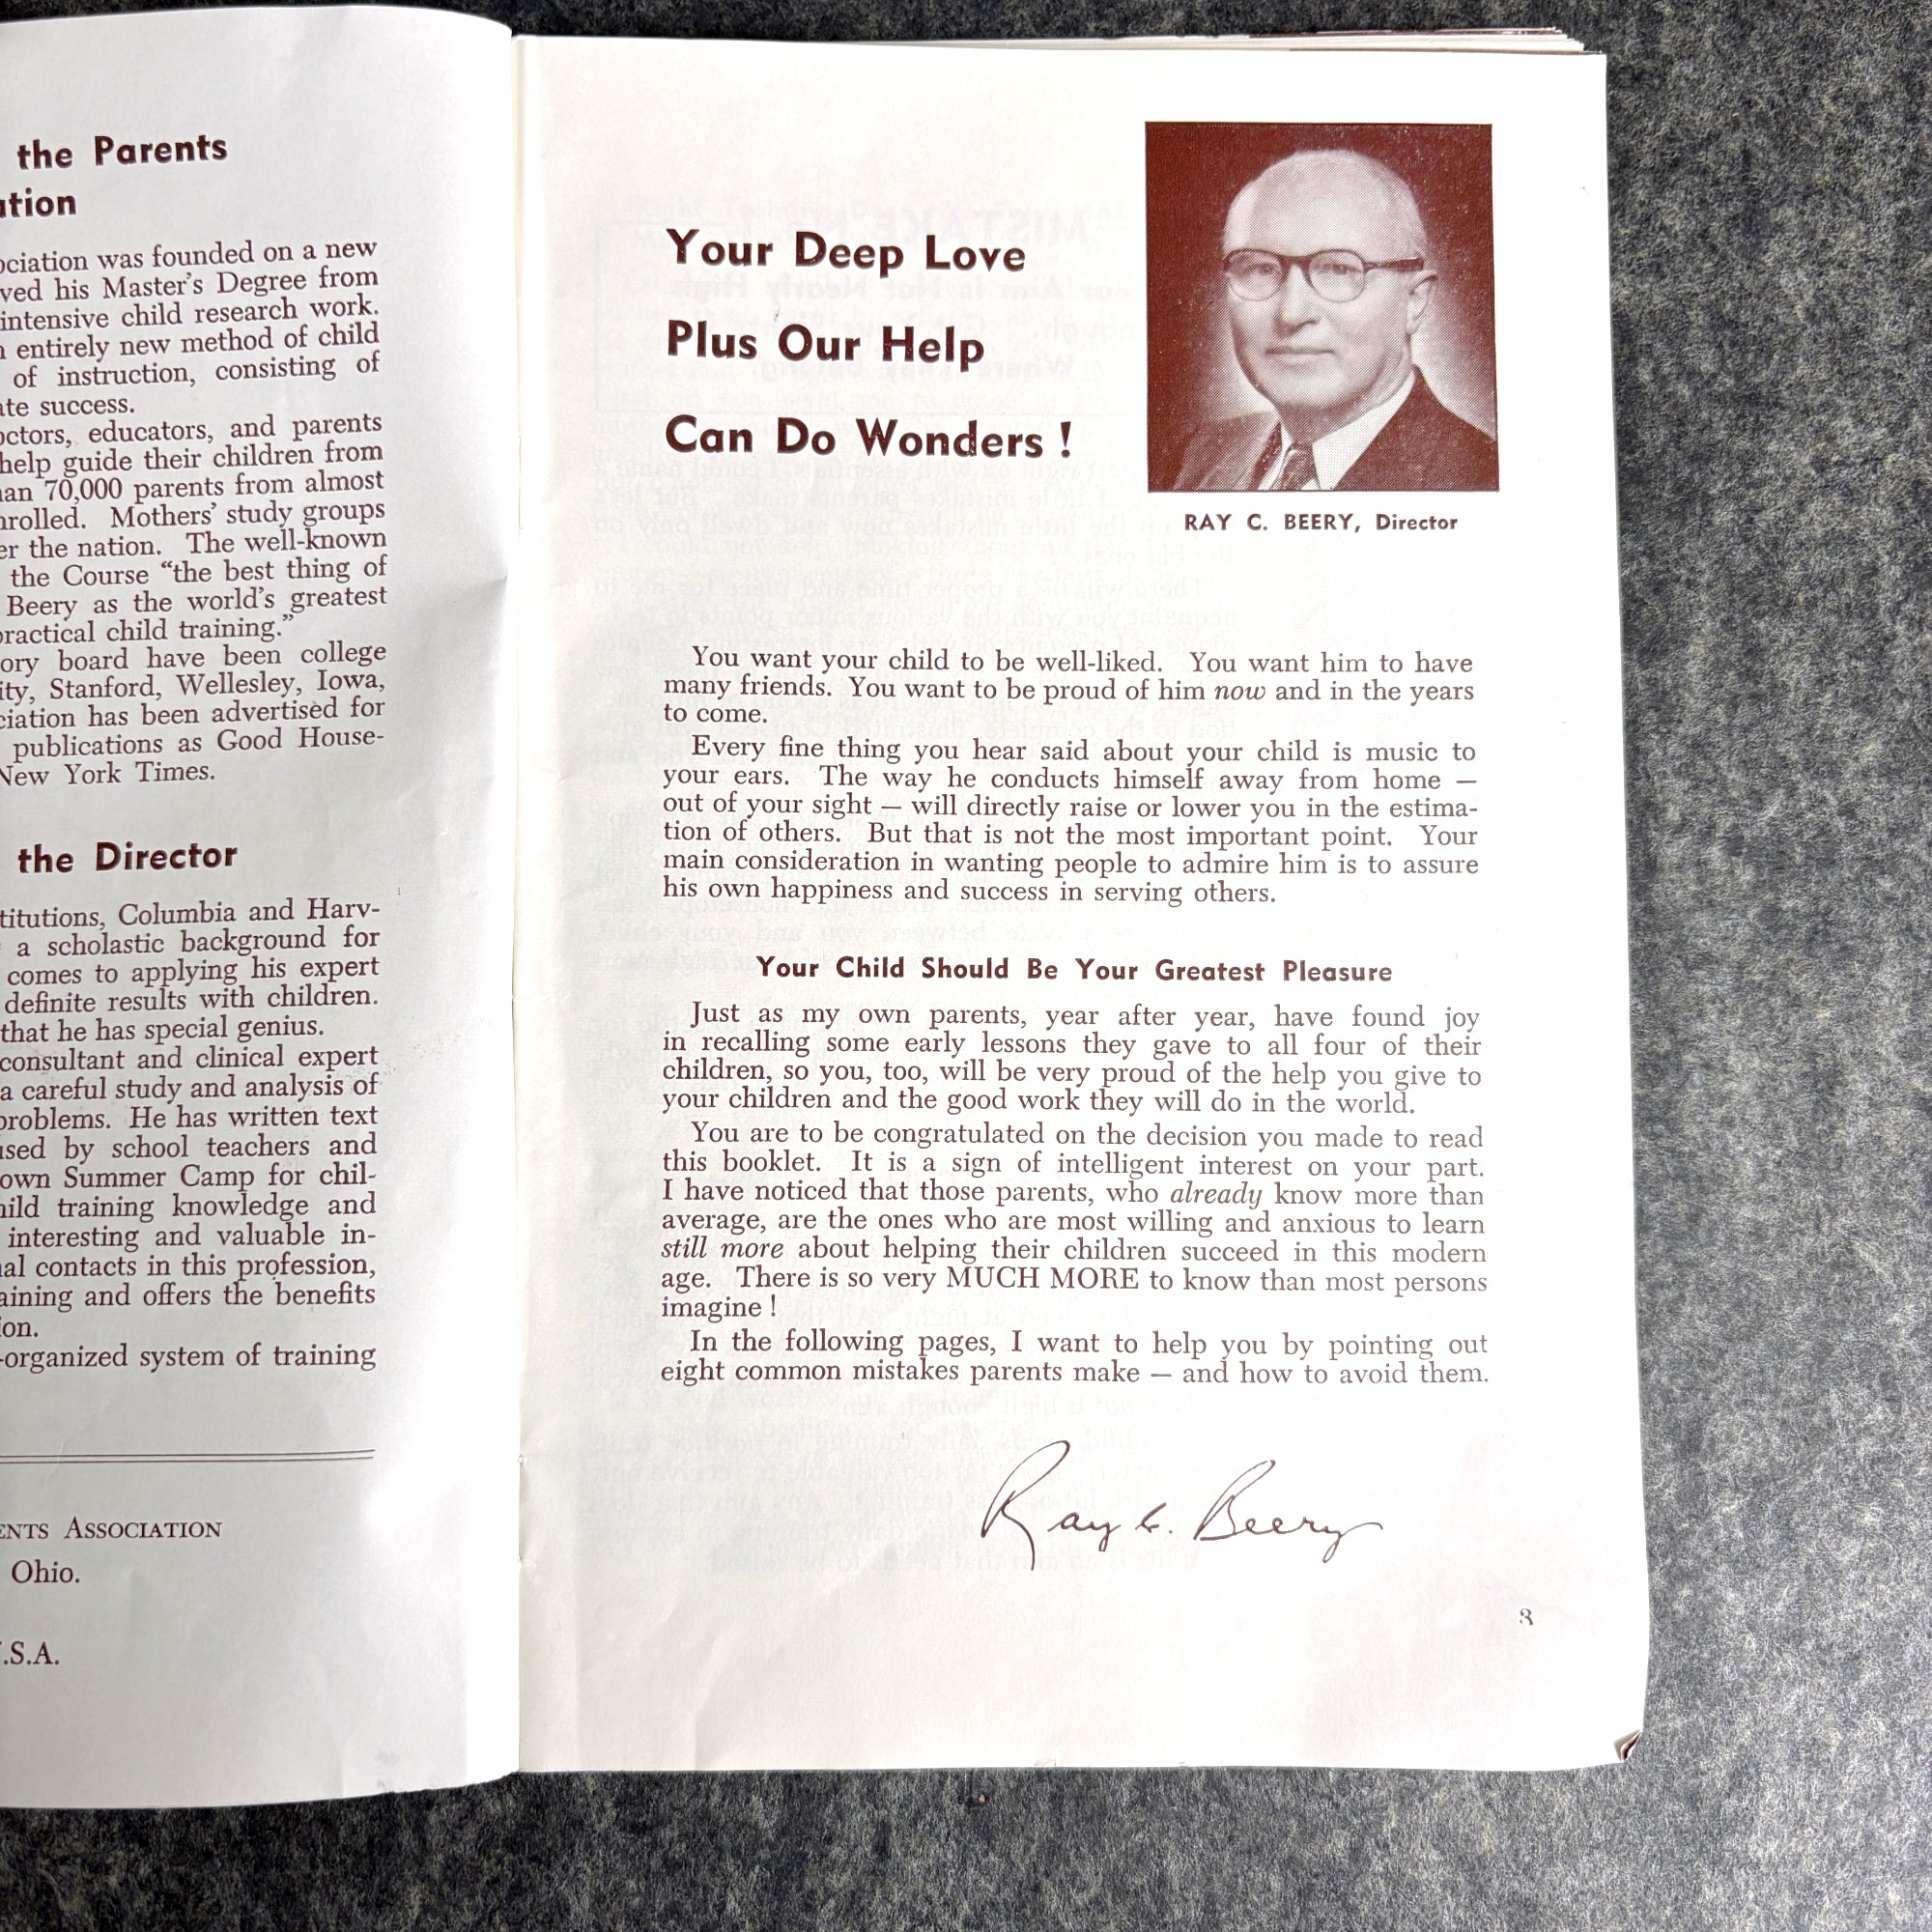 the Parents
ation
ociation was founded on a new
ved his Master's Degree from
intensive child research work.
n entirely new method of child
of instruction, consisting of
ate success.
octors, educators, and parents
help guide their children from
an 70,000 parents from almost
nrolled. Mothers' study groups
er the nation. The well-known
the Course “the best thing of
Beery as the world's greatest
practical child training.”
ory board have been college
ity, Stanford, Wellesley, Iowa,
ciation has been advertised for
publications as Good House-
New York Times.
the Director
titutions, Columbia and Harv-
a scholastic background for
comes to applying his expert
definite results with children.
that he has special genius.
consultant and clinical expert
a careful study and analysis of
problems. He has written text
used by school teachers and
own Summer Camp for chil-
hild training knowledge and
interesting and valuable in-
al contacts in this profession,
aining and offers the benefits
ion.
-organized system of training
ENTS ASSOCIATION
Ohio.
.S.A.
Your Deep Love
Plus Our Help
Can Do Wonders !
RAY C. BEERY, Director
You want your child to be well-liked. You want him to have
many friends. You want to be proud of him now and in the years
to come.
Every fine thing you hear said about your child is music to
your ears. The way he conducts himself away from home —
out of your sight — will directly raise or lower you in the estima-
tion of others. But that is not the most important point. Your
main consideration in wanting people to admire him is to assure
his own happiness and success in serving others.
Your Child Should Be Your Greatest Pleasure
Just as my own parents, year after year, have found joy
in recalling some early lessons they gave to all four of their
children, so you, too, will be very proud of the help you give to
your children and the good work they will do in the world.
You are to be congratulated on the decision you made to read
this booklet. It is a sign of intelligent interest on your part.
I have noticed that those parents, who already know more than
average, are the ones who are most willing and anxious to learn
still more about helping their children succeed in this modern
age. There is so very MUCH MORE to know than most persons
imagine !
In the following pages, I want to help you by pointing out
eight common mistakes parents make — and how to avoid them.
Ray C. Beery
3